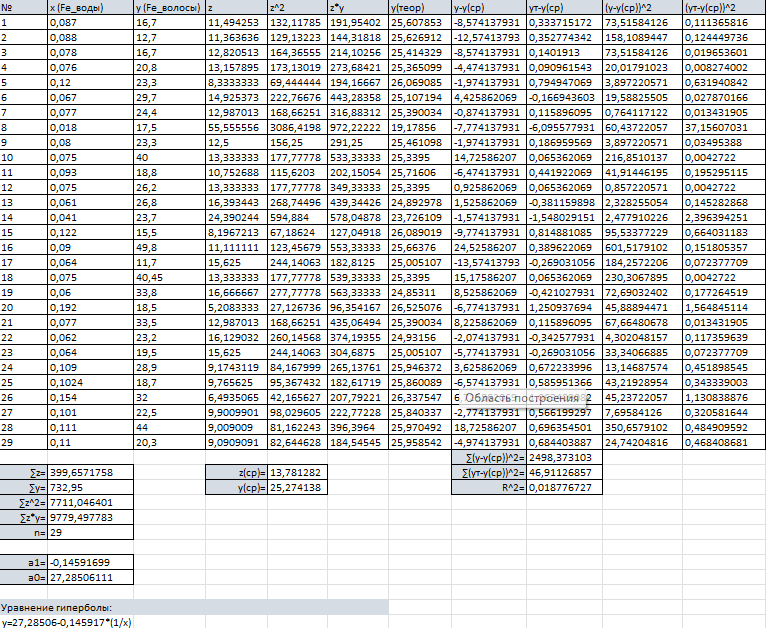 № x (Fe_воды) y (Fe_волосы) z z^2 z*y y(теор) y-y(ср) yт-y(ср) (y-y(ср))^2 (yт-y(ср))^2
1 0,087 16,7 11,494253 132,11785 191,95402 25,607853 -8,574137931 0,333715172 73,51584126 0,111365816
2 0,088 12,7 11,363636 129,13223 144,31818 25,626912 -12,57413793 0,352774342 158,1089447 0,124449736
3 0,078 16,7 12,820513 164,36555 214,10256 25,414329 -8,574137931 0,1401913 73,51584126 0,019653601
4 0,076 20,8 13,157895 173,13019 273,68421 25,365099 -4,474137931 0,090961543 20,01791023 0,008274002
5 0,12 23,3 8,3333333 69,444444 194,16667 26,069085 -1,974137931 0,794947069 3,897220571 0,631940842
6 0,067 29,7 14,925373 222,76676 443,28358 25,107194 4,425862069 -0,166943603 19,58825505 0,027870166
7 0,077 24,4 12,987013 168,66251 316,88312 25,390034 -0,874137931 0,115896095 0,764117122 0,013431905
8 0,018 17,5 55,555556 3086,4198 972,22222 19,17856 -7,774137931 -6,095577931 60,43722057 37,15607031
9 0,08 23,3 12,5 156,25 291,25 25,461098 -1,974137931 0,186959569 3,897220571 0,03495388
10 0,075 40 13,333333 177,77778 533,33333 25,3395 14,72586207 0,065362069 216,8510137 0,0042722
11 0,093 18,8 10,752688 115,6203 202,15054 25,71606 -6,474137931 0,441922069 41,91446195 0,195295115
12 0,075 26,2 13,333333 177,77778 349,33333 25,3395 0,925862069 0,065362069 0,857220571 0,0042722
13 0,061 26,8 16,393443 268,74496 439,34426 24,892978 1,525862069 -0,381159898 2,328255054 0,145282868
14 0,041 23,7 24,390244 594,884 578,04878 23,726109 -1,574137931 -1,548029151 2,477910226 2,396394251
15 0,122 15,5 8,1967213 67,18624 127,04918 26,089019 -9,774137931 0,814881085 95,53377229 0,664031183
16 0,09 49,8 11,111111 123,45679 553,33333 25,66376 24,52586207 0,389622069 601,5179102 0,151805357
17 0,064 11,7 15,625 244,14063 182,8125 25,005107 -13,57413793 -0,269031056 184,2572206 0,072377709
18 0,075 40,45 13,333333 177,77778 539,33333 25,3395 15,17586207 0,065362069 230,3067895 0,0042722
19 0,06 33,8 16,666667 277,77778 563,33333 24,85311 8,525862069 -0,421027931 72,69032402 0,177264519
20 0,192 18,5 5,2083333 27,126736 96,354167 26,525076 -6,774137931 1,250937694 45,88894471 1,564845114
21 0,077 33,5 12,987013 168,66251 435,06494 25,390034 8,225862069 0,115896095 67,66480678 0,013431905
22 0,062 23,2 16,129032 260,14568 374,19355 24,93156 -2,074137931 -0,342577931 4,302048157 0,117359639
23 0,064 19,5 15,625 244,14063 304,6875 25,005107 -5,774137931 -0,269031056 33,34066885 0,072377709
24 0,109 28,9 9,1743119 84,167999 265,13761 25,946372 3,625862069 0,672233996 13,14687574 0,451898545
25 0,1024 18,7 9,765625 95,367432 182,61719 25,860089 -6,574137931 0,585951366 43,21928954 0,343339003
26 0,154 32 6,4935065 42,165627 207,79221 26,337547 6 Область построения 45,23722057 1,130838876
27 0,101 22,5 9,9009901 98,029605 222,77228 25,840337 -2,774137931 0,566199297 7,69584126 0,320581644
28 0,111 44 9,009009 81,162243 396,3964 25,970492 18,72586207 0,696354501 350,6579102 0,484909592
29 0,11 20,3 9,0909091 82,644628 184,54545 25,958542 -4,974137931 0,684403887 24,74204816 0,468408681
∑(y-y(ср))^2= 2498,373103
∑z= 399,6571758 z(ср)= 13,781282 ∑(yт-y(ср))^2= 46,91126857
∑y= 732,95 y(ср)= 25,274138 R^2= 0,018776727
∑z^2= 7711,046401
∑z*y= 9779,497783
n= 29
a1= -0,14591699
a0= 27,28506111
Уравнение гиперболы:
y=27,28506-0,145917*(1/x)